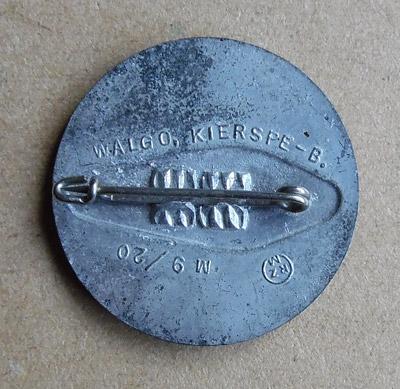 WALGO, KIERSPE-B.
M 9/20
RZM